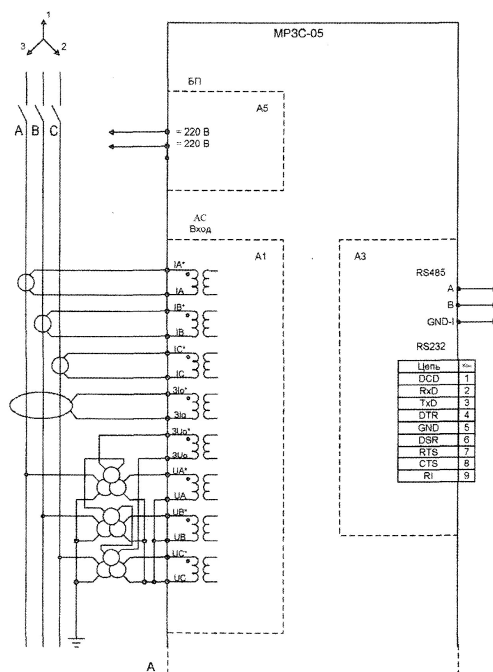 МРЗС-05
1
3
2
БП
А5
А
В
С
= 220 В
= 220 В
АС
Вход
А1
А3
IA*
IA
IB*
IB
IC*
IC
3Io*
3Io
3Uo*
3Uo
UA*
UA
UB*
UB
UC*
UC
RS485
A
B
GND-I
RS232
Цепь
DCD 1
RxD 2
TxD 3
DTR 4
GND 5
DSR 6
RTS 7
CTS 8
RI 9
А